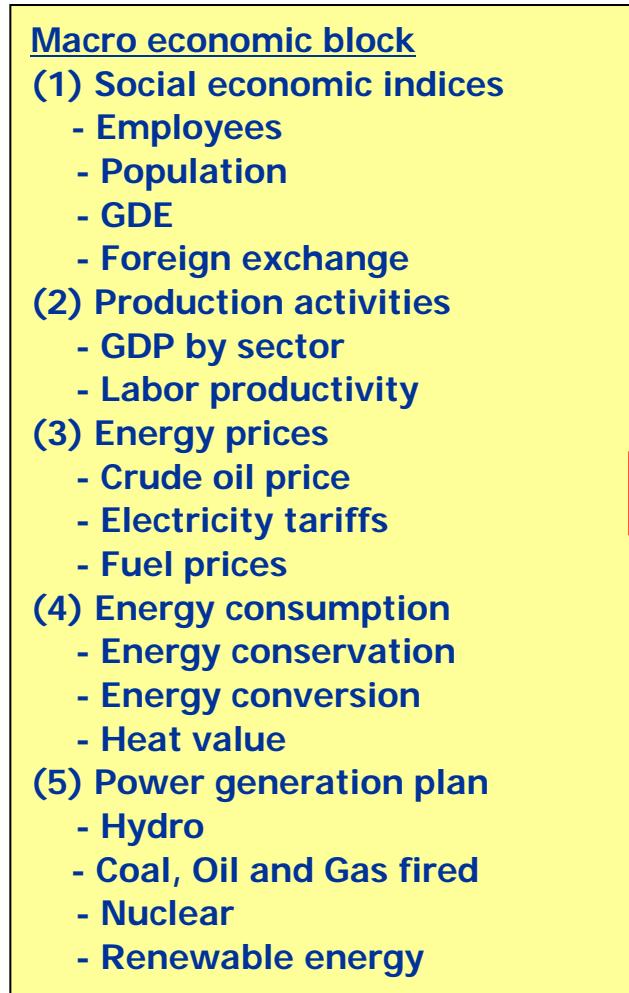 Macro economic block
(1) Social economic indices
- Employees
- Population
- GDE
- Foreign exchange
(2) Production activities
- GDP by sector
- Labor productivity
(3) Energy prices
- Crude oil price
- Electricity tariffs
- Fuel prices
(4) Energy consumption
- Energy conservation
- Energy conversion
- Heat value
(5) Power generation plan
- Hydro
- Coal, Oil and Gas fired
- Nuclear
- Renewable energy